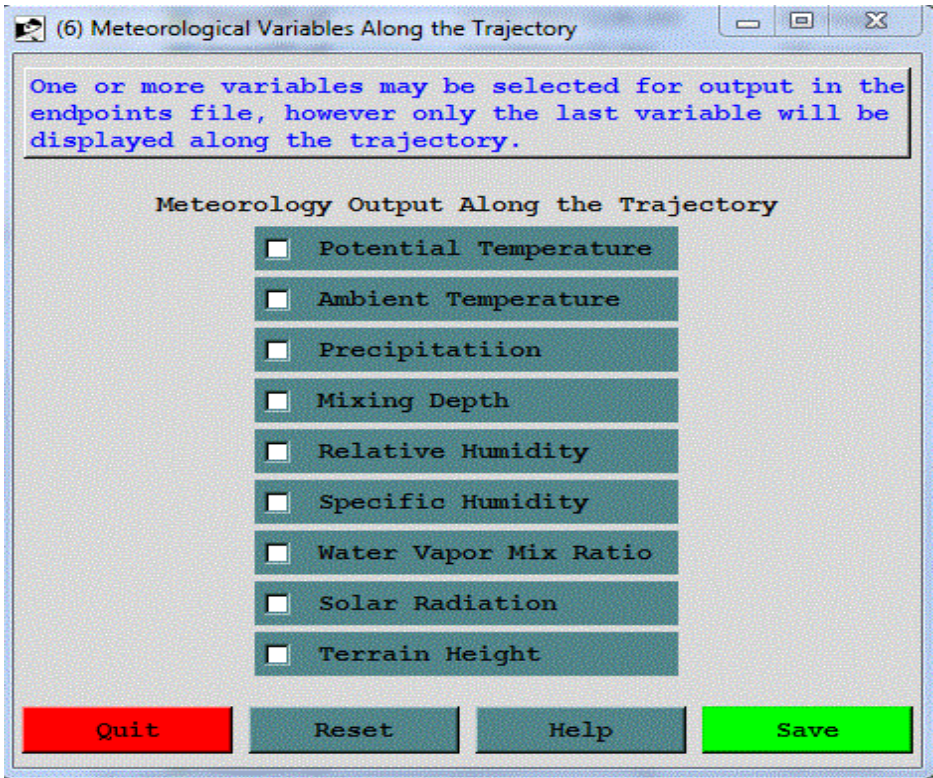 (6) Meteorological Variables Along the Trajectory
One or more variables may be selected for output in the
endpoints file, however only the last variable will be
displayed along the trajectory.
Meteorology Output Along the Trajectory
Potential Temperature
Ambient Temperature
Precipitatiion
Mixing Depth
Relative Humidity
Specific Humidity
Water Vapor Mix Ratio
Solar Radiation
Terrain Height
Quit Reset Help Save